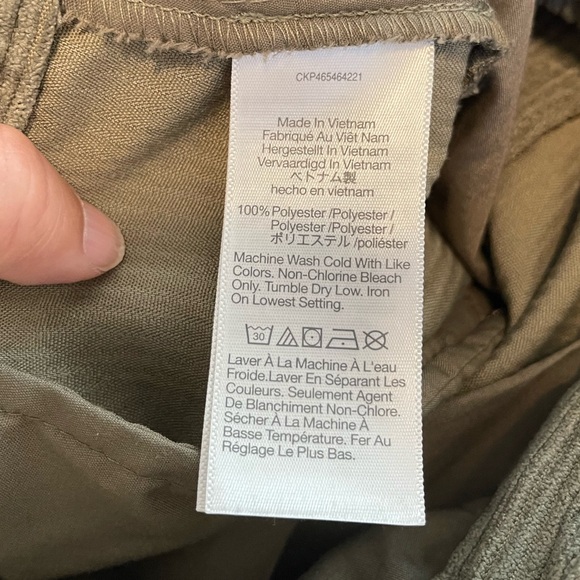 CKP465464221
Made In Vietnam
Fabriqué Au Viêt Nam
Hergestellt In Vietnam
Vervaardigd In Vietnam
ベトナム製
hecho en vietnam
100% Polyester /Polyester /
Polyester /Polyester /
ポリエステル /poliéster
Machine Wash Cold With Like
Colors. Non-Chlorine Bleach
Only. Tumble Dry Low. Iron
On Lowest Setting.
30
Laver À La Machine À L'eau
Froide.Laver En Séparant Les
Couleurs. Seulement Agent
De Blanchiment Non-Chlore.
Sécher À La Machine À
Basse Température. Fer Au
Réglage Le Plus Bas.